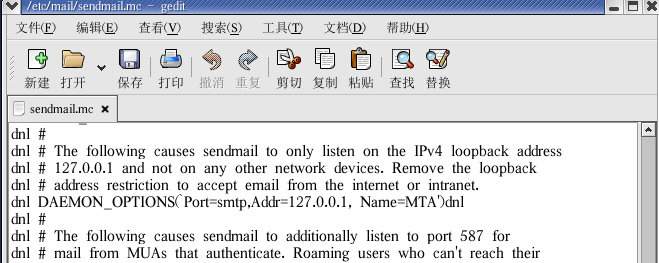 /etc/mail/sendmail.mc - gedit
文件(F) 编辑(E) 查看(V) 搜索(S) 工具(T) 文档(D) 帮助(H)
新建 打开 保存 打印 撤消 重复 剪切 复制 粘贴 查找 替换
sendmail.mc
dnl #
dnl # The following causes sendmail to only listen on the IPv4 loopback address
dnl # 127.0.0.1 and not on any other network devices. Remove the loopback
dnl # address restriction to accept email from the internet or intranet.
dnl DAEMON_OPTIONS(`Port=smtp,Addr=127.0.0.1, Name=MTA')dnl
dnl #
dnl # The following causes sendmail to additionally listen to port 587 for
dnl # mail from MUAs that authenticate. Roaming users who can't reach their